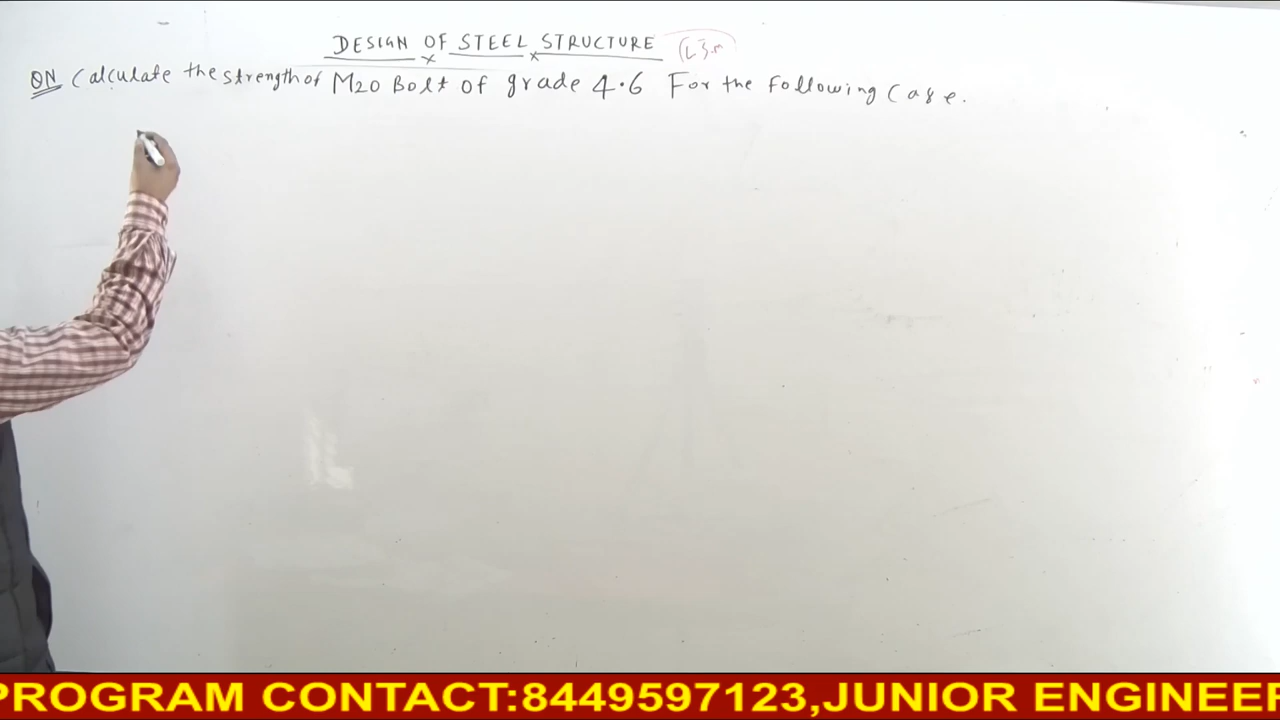 DESIGN OF STEEL STRUCTURE
QN Calculate the strength of M20 Bolt of grade 4.6 For the Following Case.
PROGRAM CONTACT:8449597123,JUNIOR ENGINEER